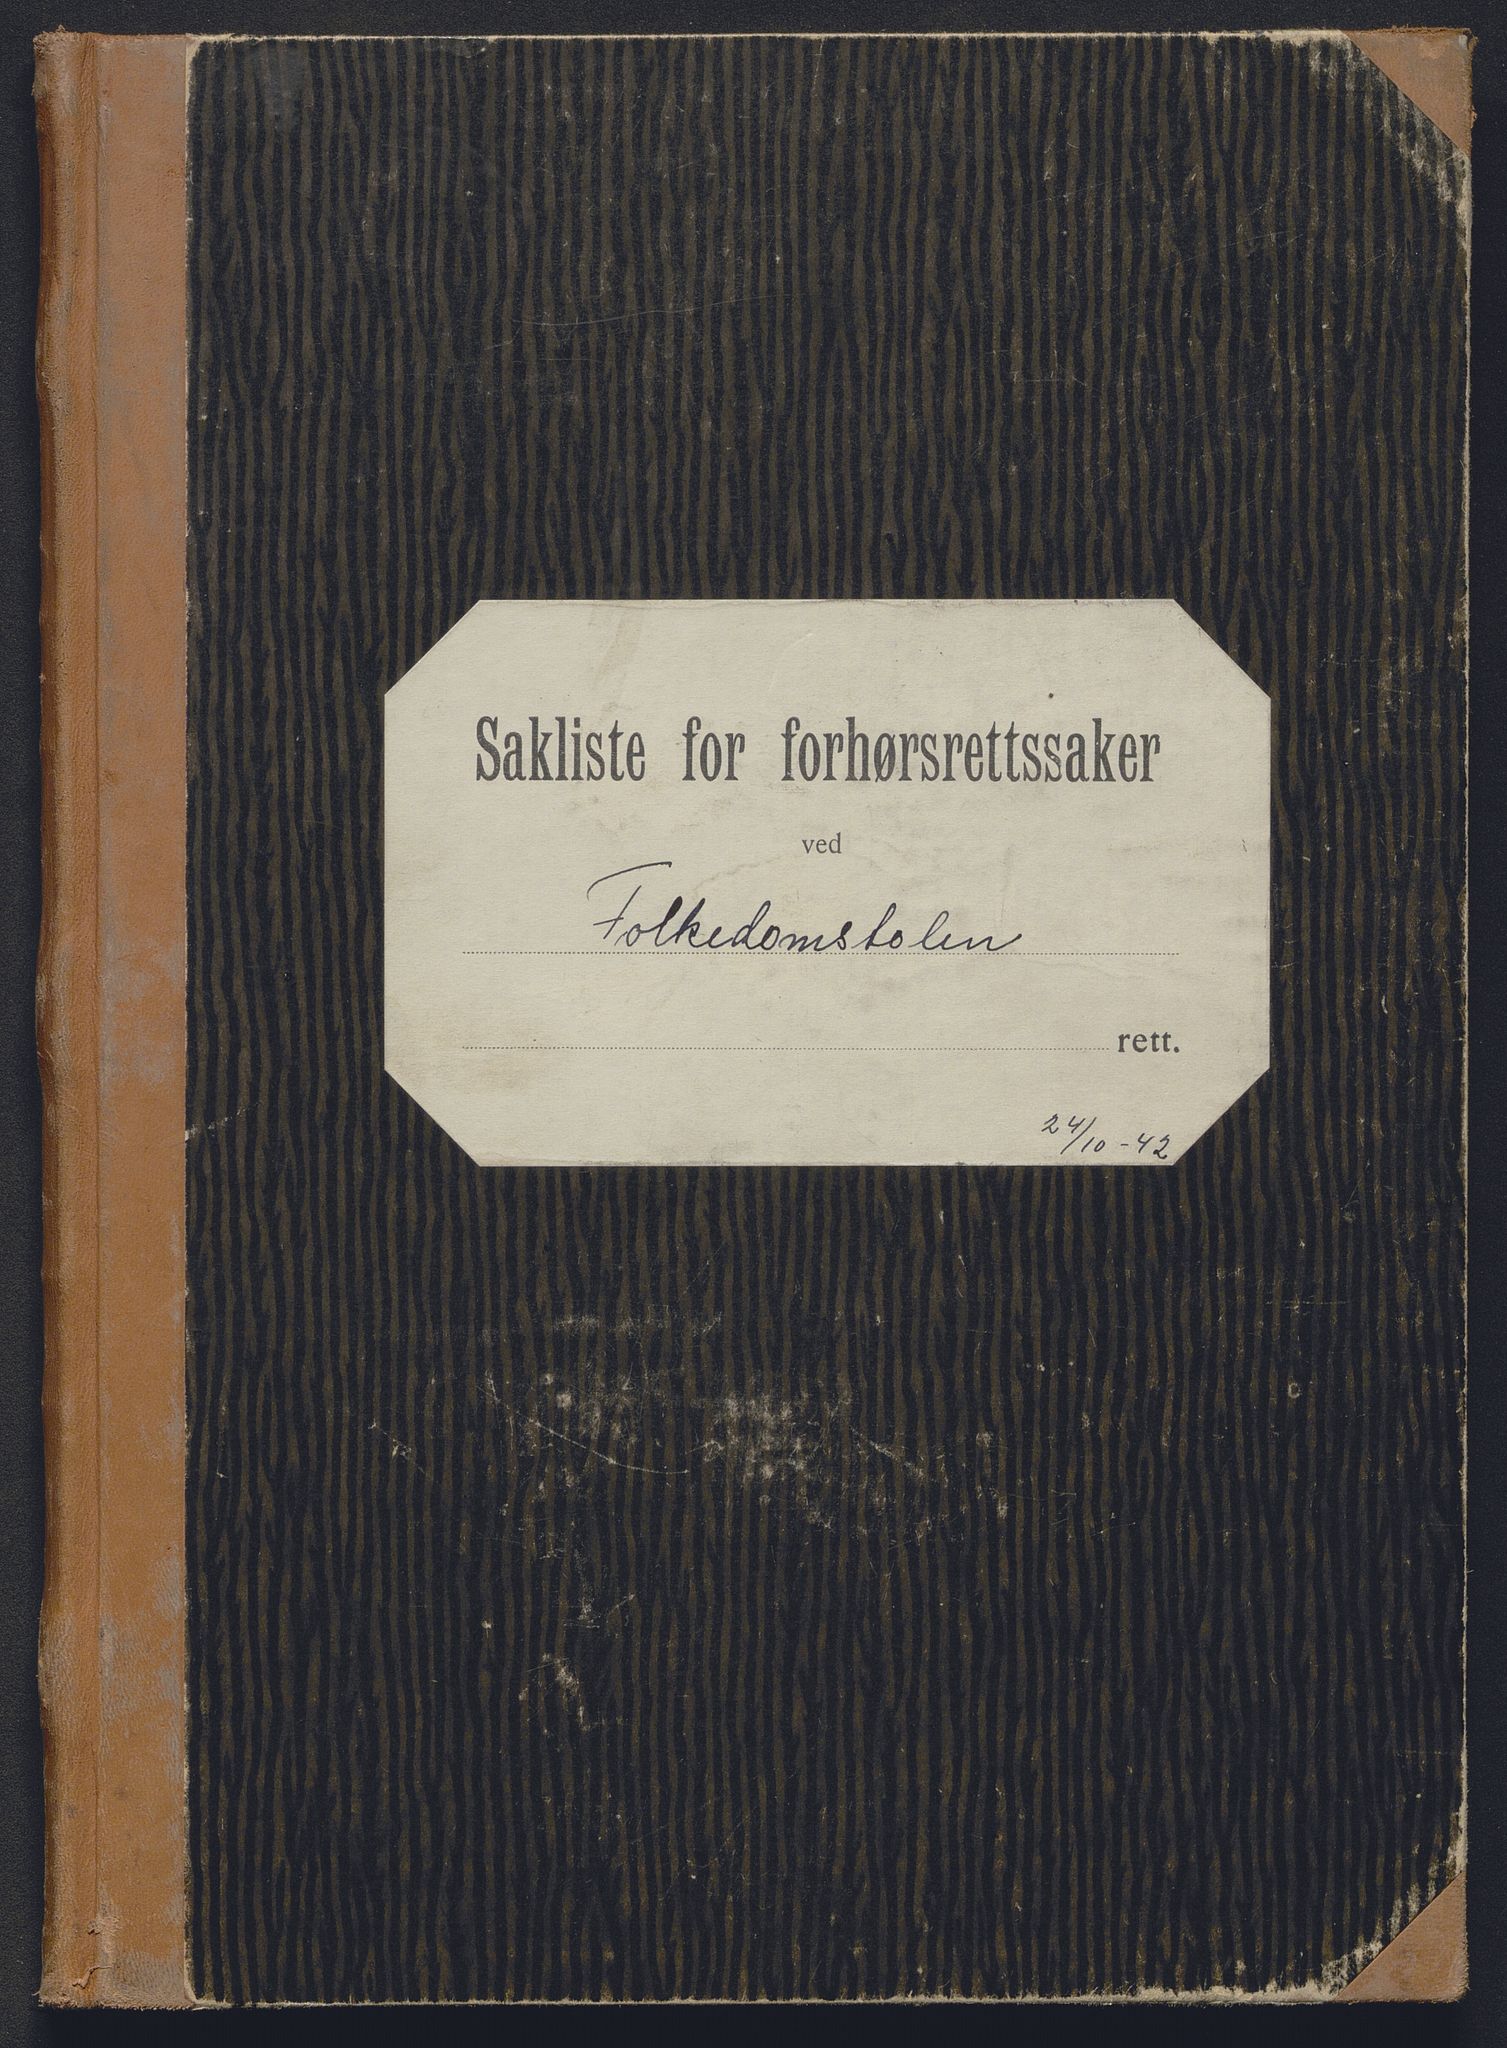 Sakliste for forhørsrettssaker
ved
Folkedomstolen
rett.
24/10-42